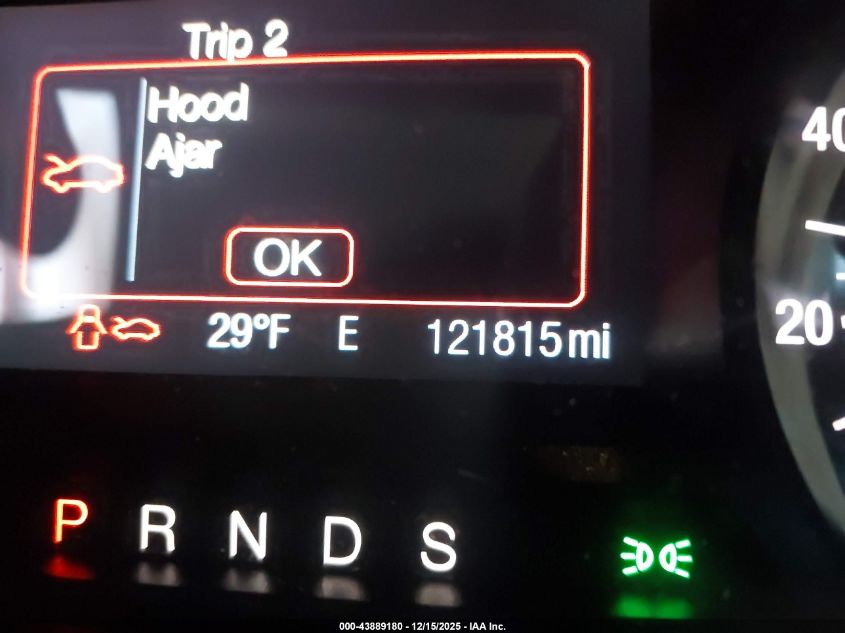 Trip 2
Hood
Ajar
OK
29°F E 121815mi
40
20
P R N D S
000-43889180 - 12/15/2025 - IAA Inc.